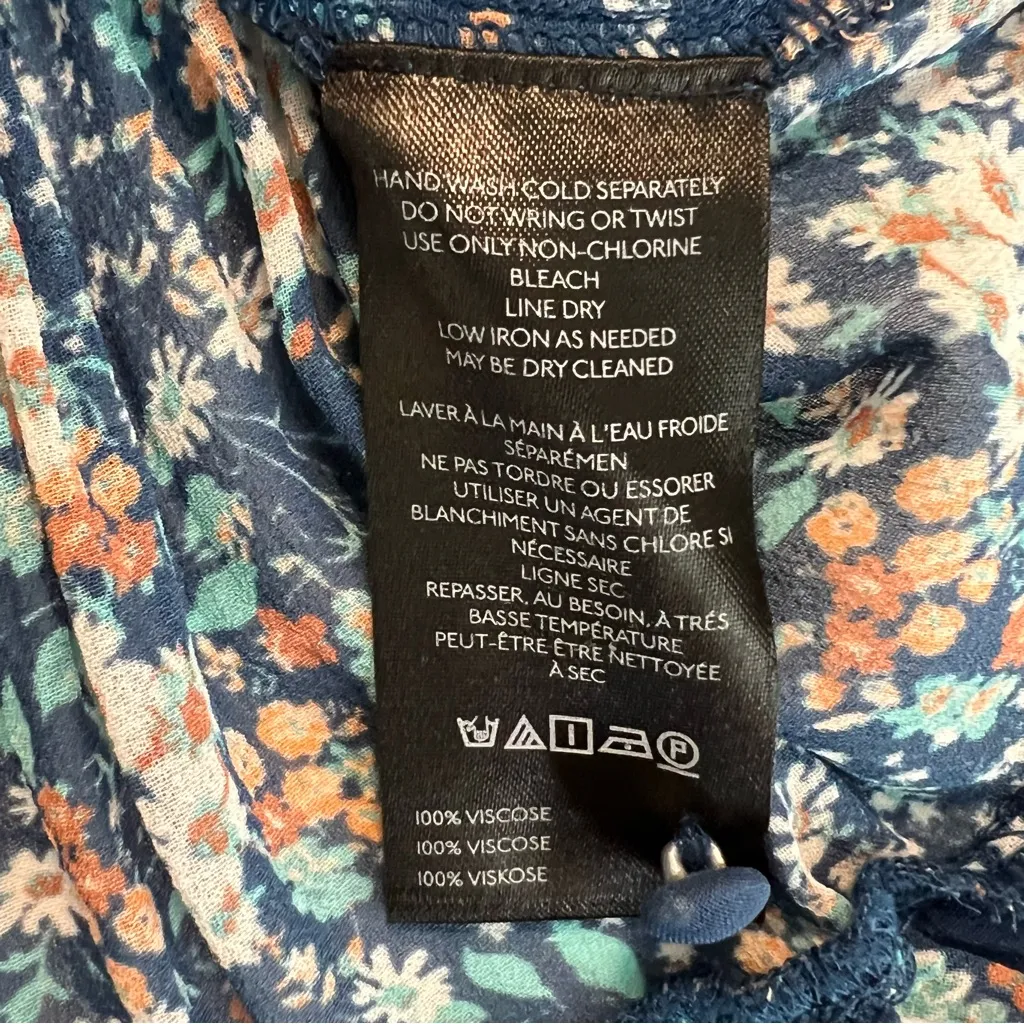 HAND WASH COLD SEPARATELY
DO NOT WRING OR TWIST
USE ONLY NON-CHLORINE
BLEACH
LINE DRY
LOW IRON AS NEEDED
MAY BE DRY CLEANED
LAVER À LA MAIN À L'EAU FROIDE
SÉPARÉMEN
NE PAS TORDRE OU ESSORER
UTILISER UN AGENT DE
BLANCHIMENT SANS CHLORE SI
NÉCESSAIRE
LIGNE SEC
REPASSER, AU BESOIN, À TRÉS
BASSE TEMPÉRATURE
PEUT-ÊTRE ÊTRE NETTOYÉE
À SEC
P
100% VISCOSE
100% VISCOSE
100% VISKOSE